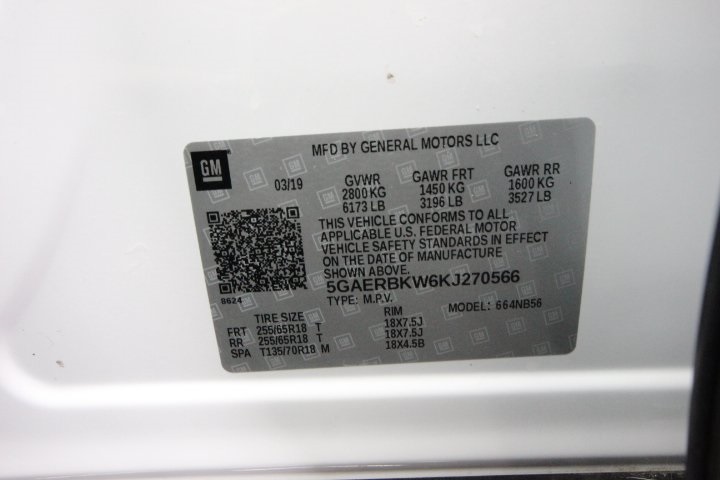 GM
MFD BY GENERAL MOTORS LLC
03/19 GVWR GAWR FRT GAWR RR
2800 KG 1450 KG 1600 KG
6173 LB 3196 LB 3527 LB
THIS VEHICLE CONFORMS TO ALL
APPLICABLE U.S. FEDERAL MOTOR
VEHICLE SAFETY STANDARDS IN EFFECT
ON THE DATE OF MANUFACTURE
SHOWN ABOVE.
8624
5GAERBKW6KJ270566
TYPE: M.P.V. MODEL: 664NB56
TIRE SIZE RIM
FRT 255/65R18 T 18X7.5J
RR 255/65R18 T 18X7.5J
SPA T135/70R18 M 18X4.5B